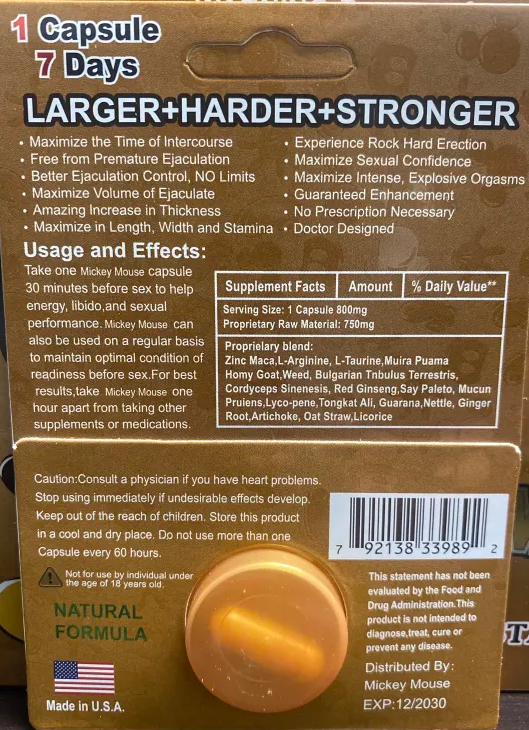 1 Capsule
7 Days
LARGER+HARDER+STRONGER
• Maximize the Time of Intercourse
• Free from Premature Ejaculation
• Better Ejaculation Control, NO Limits
• Maximize Volume of Ejaculate
• Amazing Increase in Thickness
• Maximize in Length, Width and Stamina
• Experience Rock Hard Erection
• Maximize Sexual Confidence
• Maximize Intense, Explosive Orgasms
• Guaranteed Enhancement
• No Prescription Necessary
• Doctor Designed
Usage and Effects:
Take one Mickey Mouse capsule
30 minutes before sex to help
energy, libido,and sexual
performance. Mickey Mouse can
also be used on a regular basis
to maintain optimal condition of
readiness before sex.For best
results,take Mickey Mouse one
hour apart from taking other
supplements or medications.
Supplement Facts Amount % Daily Value**
Serving Size: 1 Capsule 800mg
Proprietary Raw Material: 750mg
Proprielary blend:
Zinc Maca,L-Arginine, L-Taurine,Muira Puama
Homy Goat,Weed, Bulgarian Tnbulus Terrestris,
Cordyceps Sinenesis, Red Ginseng,Say Paleto, Mucun
Pruiens,Lyco-pene,Tongkat Ali, Guarana,Nettle, Ginger
Root,Artichoke, Oat Straw,Licorice
Caution:Consult a physician if you have heart problems.
Stop using immediately if undesirable effects develop.
Keep out of the reach of children. Store this product
in a cool and dry place. Do not use more than one
Capsule every 60 hours.
Not for use by individual under
the age of 18 years old.
NATURAL
FORMULA
Made in U.S.A.
7 92138 33989 2
This statement has not been
evaluated by the Food and
Drug Administration.This
product is not intended to
diagnose,treat, cure or
prevent any disease.
Distributed By:
Mickey Mouse
EXP:12/2030